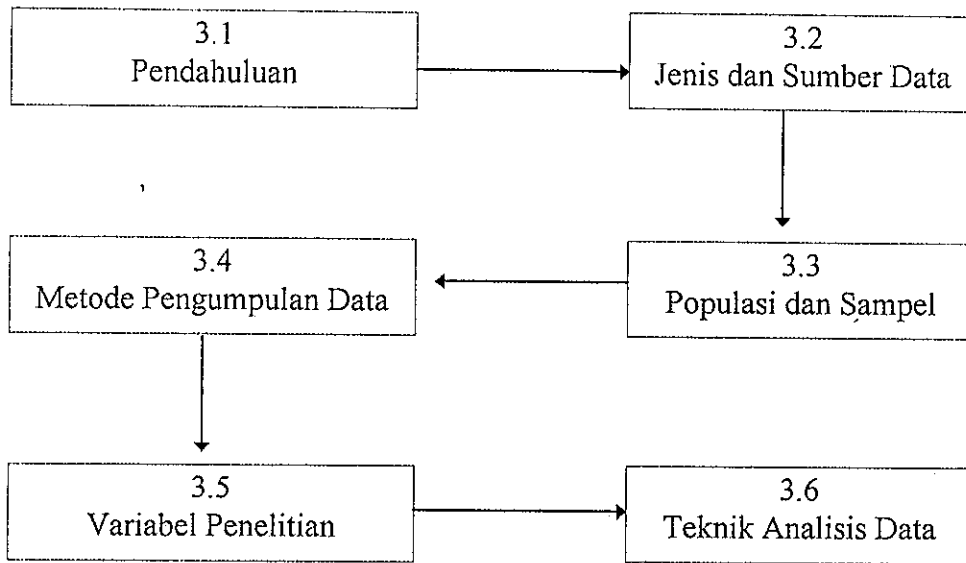 3.1
Pendahuluan
3.2
Jenis dan Sumber Data
3.3
Populasi dan Sampel
3.4
Metode Pengumpulan Data
3.5
Variabel Penelitian
3.6
Teknik Analisis Data